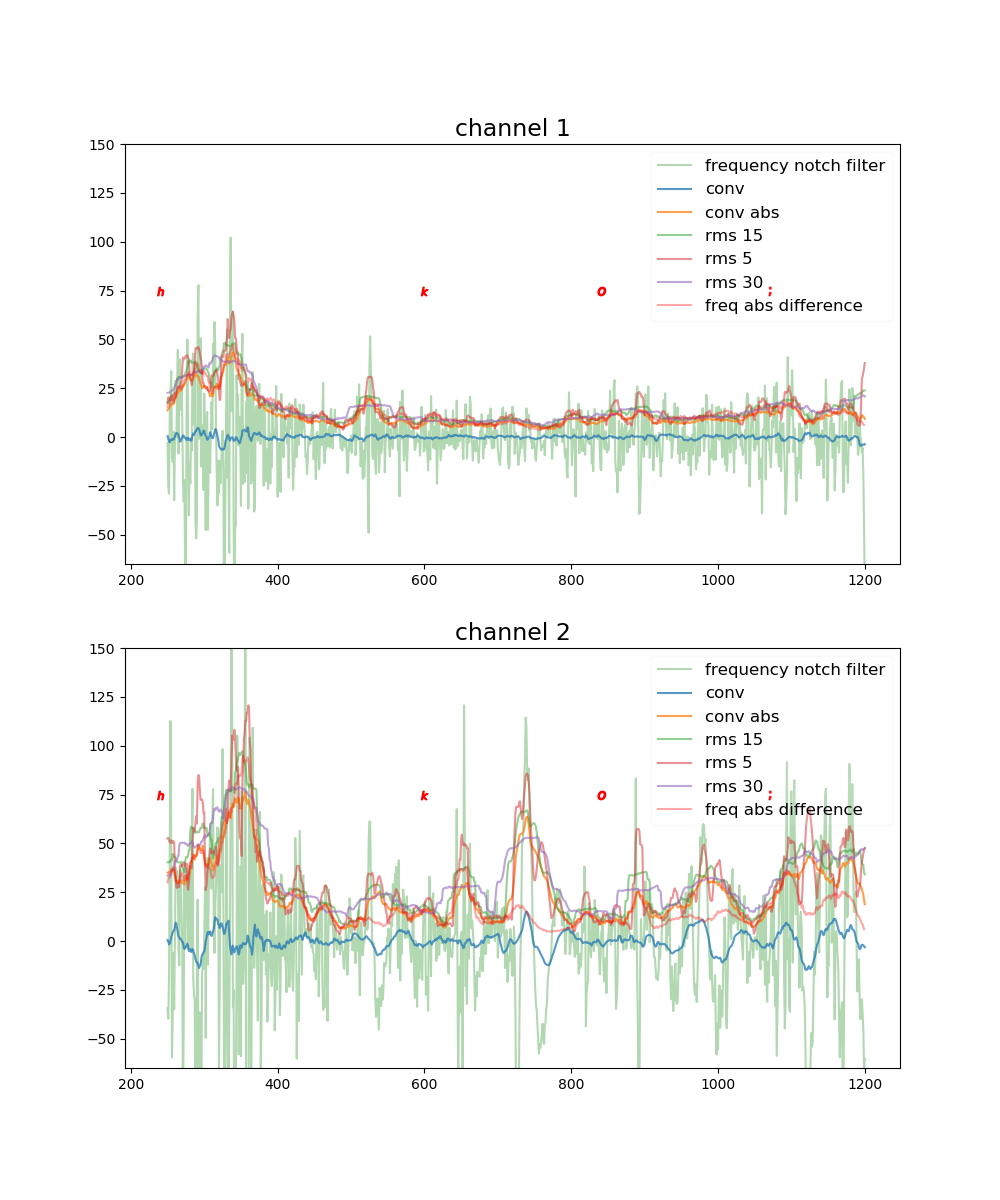 channel 1
150
125
100
75
50
25
0
−25
−50
frequency notch filter
conv
conv abs
rms 15
rms 5
rms 30
freq abs difference
h k O ;
200 400 600 800 1000 1200
channel 2
150
125
100
75
50
25
0
−25
−50
frequency notch filter
conv
conv abs
rms 15
rms 5
rms 30
freq abs difference
h k O ;
200 400 600 800 1000 1200